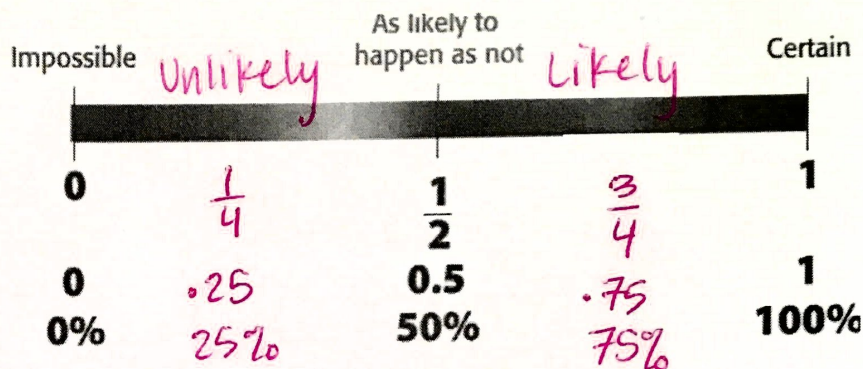 As likely to
Impossible Unlikely happen as not Likely Certain
0 1/4 1/2 3/4 1
0 .25 0.5 .75 1
0% 25% 50% 75% 100%